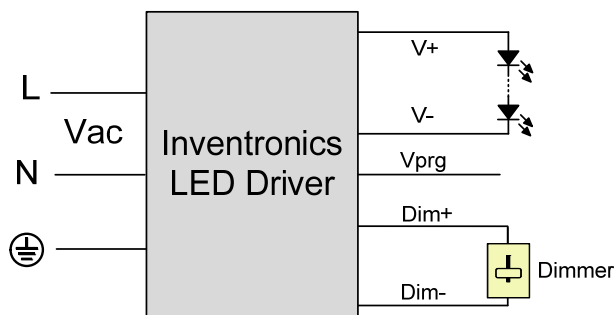 L
Vac
N
Inventronics
LED Driver
V+
V-
Vprg
Dim+
Dim-
Dimmer